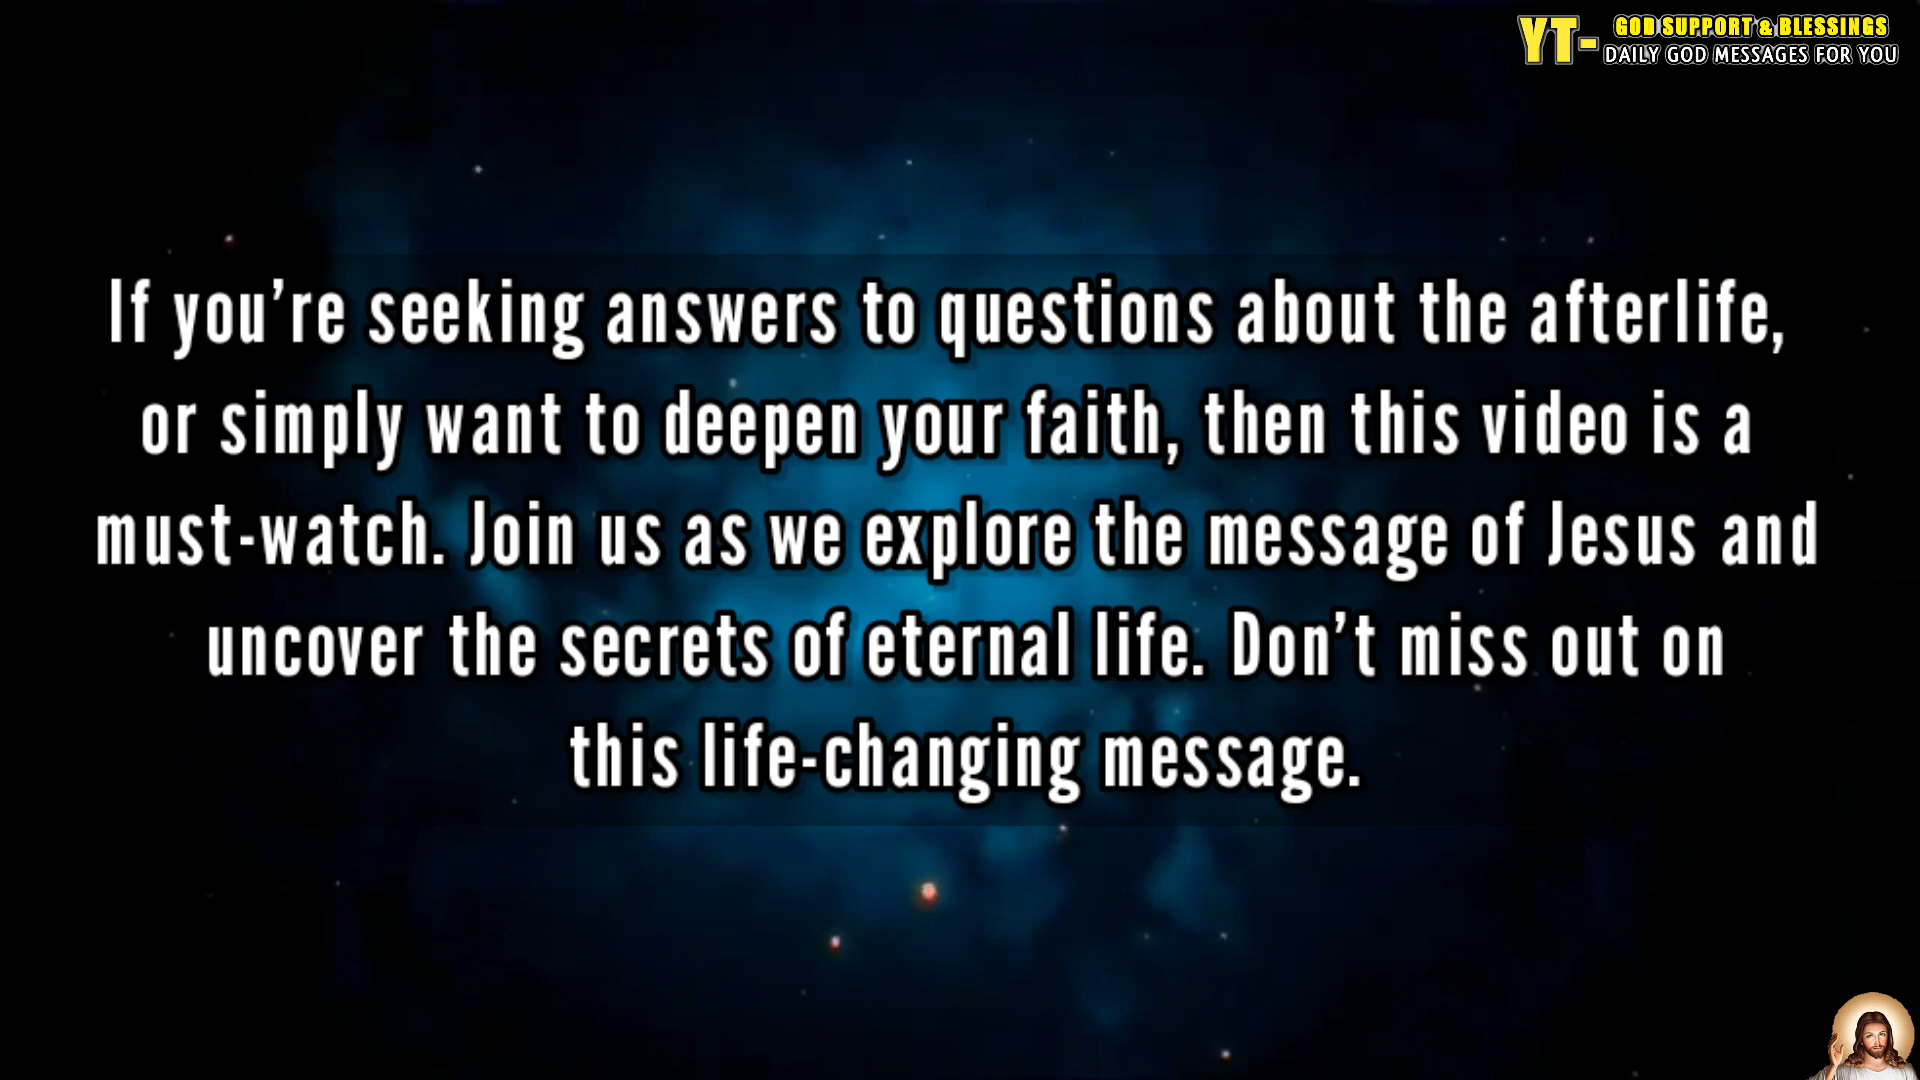 YT- GOD SUPPORT & BLESSINGS
DAILY GOD MESSAGES FOR YOU
If you’re seeking answers to questions about the afterlife,
or simply want to deepen your faith, then this video is a
must-watch. Join us as we explore the message of Jesus and
uncover the secrets of eternal life. Don’t miss out on
this life-changing message.